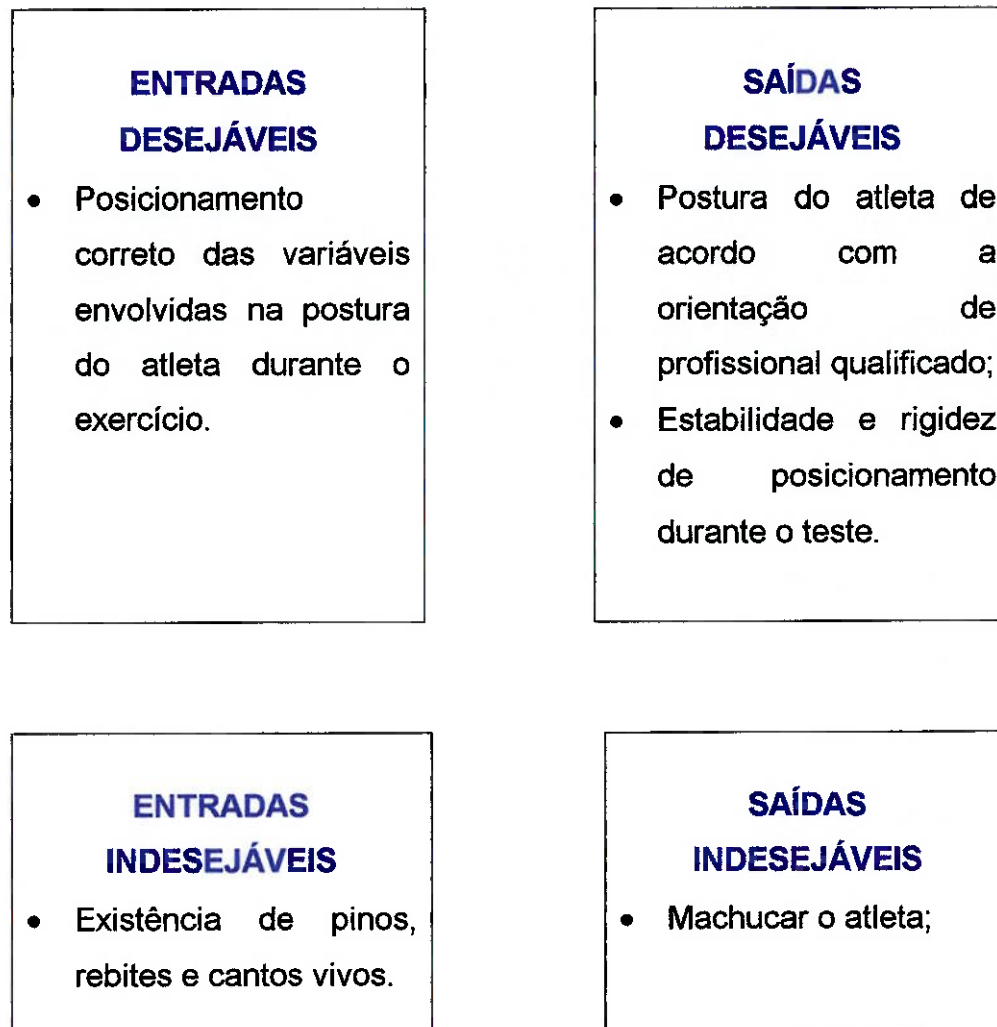 ENTRADAS
DESEJÁVEIS
• Posicionamento
correto das variáveis
envolvidas na postura
do atleta durante o
exercício.
SAÍDAS
DESEJÁVEIS
• Postura do atleta de
acordo com a
orientação de
profissional qualificado;
• Estabilidade e rigidez
de posicionamento
durante o teste.
ENTRADAS
INDESEJÁVEIS
• Existência de pinos,
rebites e cantos vivos.
SAÍDAS
INDESEJÁVEIS
• Machucar o atleta;